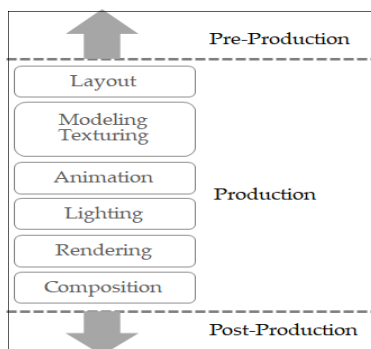 Pre-Production
Layout
Modeling
Texturing
Animation
Production
Lighting
Rendering
Composition
Post-Production